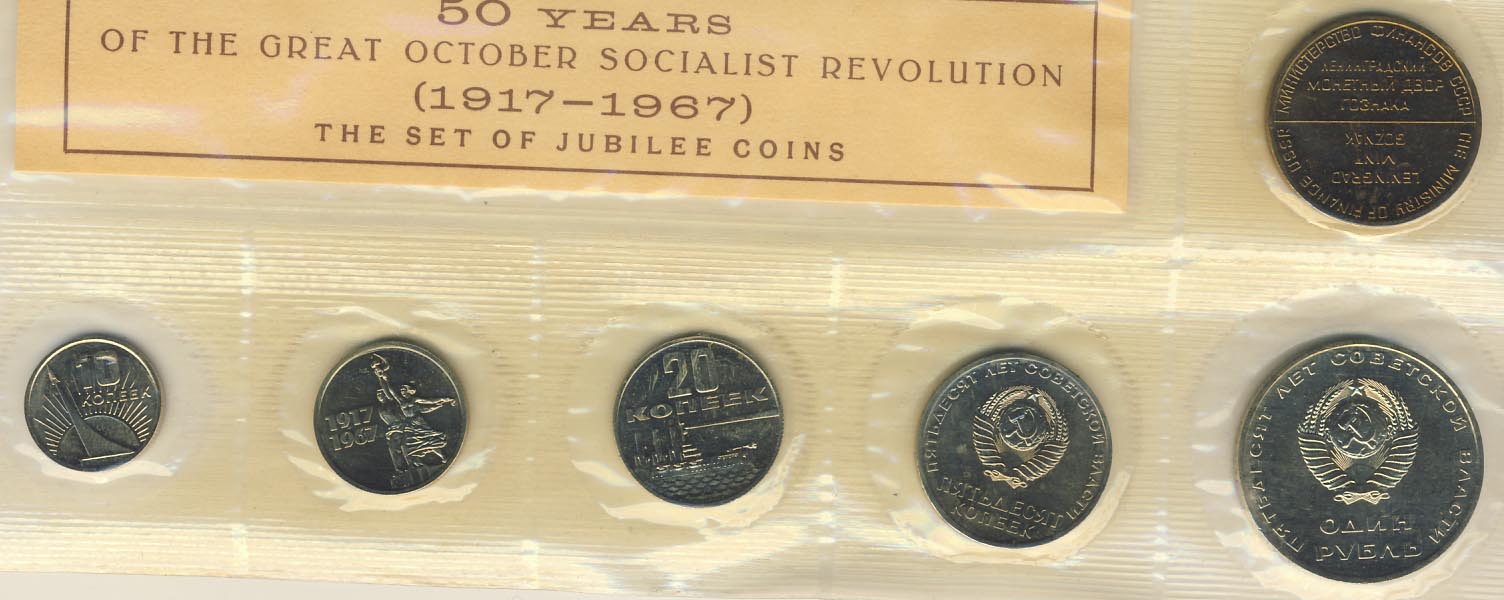 50 YEARS
OF THE GREAT OCTOBER SOCIALIST REVOLUTION
(1917–1967)
THE SET OF JUBILEE COINS
МИНИСТЕРСТВО ФИНАНСОВ СССР
ЛЕНИНГРАДСКИЙ
МОНЕТНЫЙ ДВОР
ГОЗНАКА
THE MINISTRY OF FINANCE USSR
LENINGRAD
MINT
GOZNAK
10
КОПЕЕК
1917
1967
20
КОПЕЕК
ПЯТЬДЕСЯТ ЛЕТ СОВЕТСКОЙ ВЛАСТИ
ПЯТЬДЕСЯТ
КОПЕЕК
ПЯТЬДЕСЯТ ЛЕТ СОВЕТСКОЙ ВЛАСТИ
ОДИН
РУБЛЬ